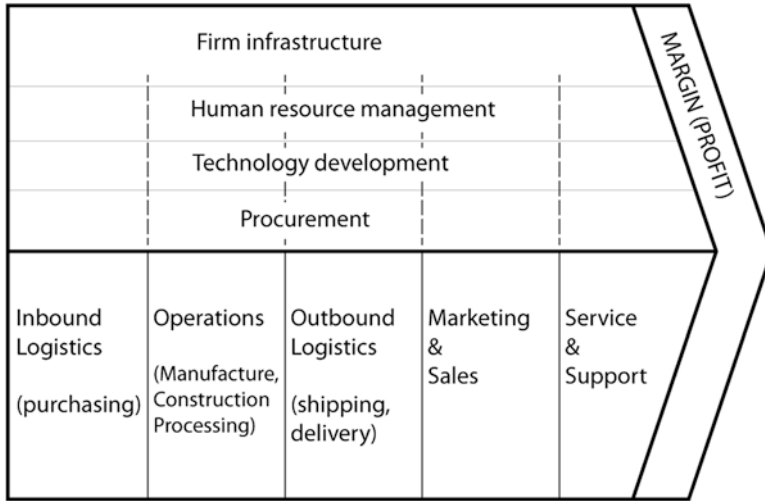 Firm infrastructure
Human resource management
Technology development
Procurement
MARGIN (PROFIT)
Inbound
Logistics
(purchasing)
Operations
(Manufacture,
Construction
Processing)
Outbound
Logistics
(shipping,
delivery)
Marketing
&
Sales
Service
&
Support